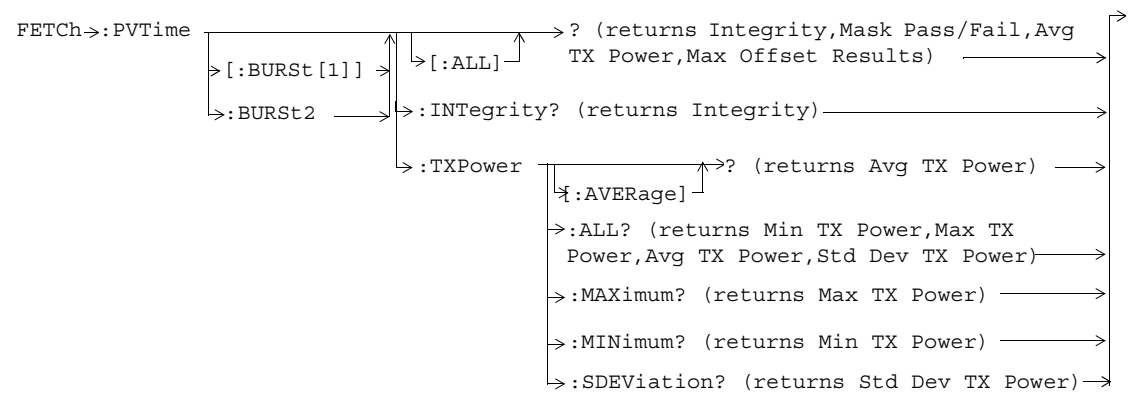 FETCh :PVTime ? (returns Integrity,Mask Pass/Fail,Avg
[:BURSt[1]] [:ALL] TX Power,Max Offset Results)
:BURSt2 :INTegrity? (returns Integrity)
:TXPower ? (returns Avg TX Power)
[:AVERage]
:ALL? (returns Min TX Power,Max TX
Power,Avg TX Power,Std Dev TX Power)
:MAXimum? (returns Max TX Power)
:MINimum? (returns Min TX Power)
:SDEViation? (returns Std Dev TX Power)